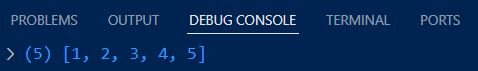 PROBLEMS OUTPUT DEBUG CONSOLE TERMINAL PORTS
> (5) [1, 2, 3, 4, 5]